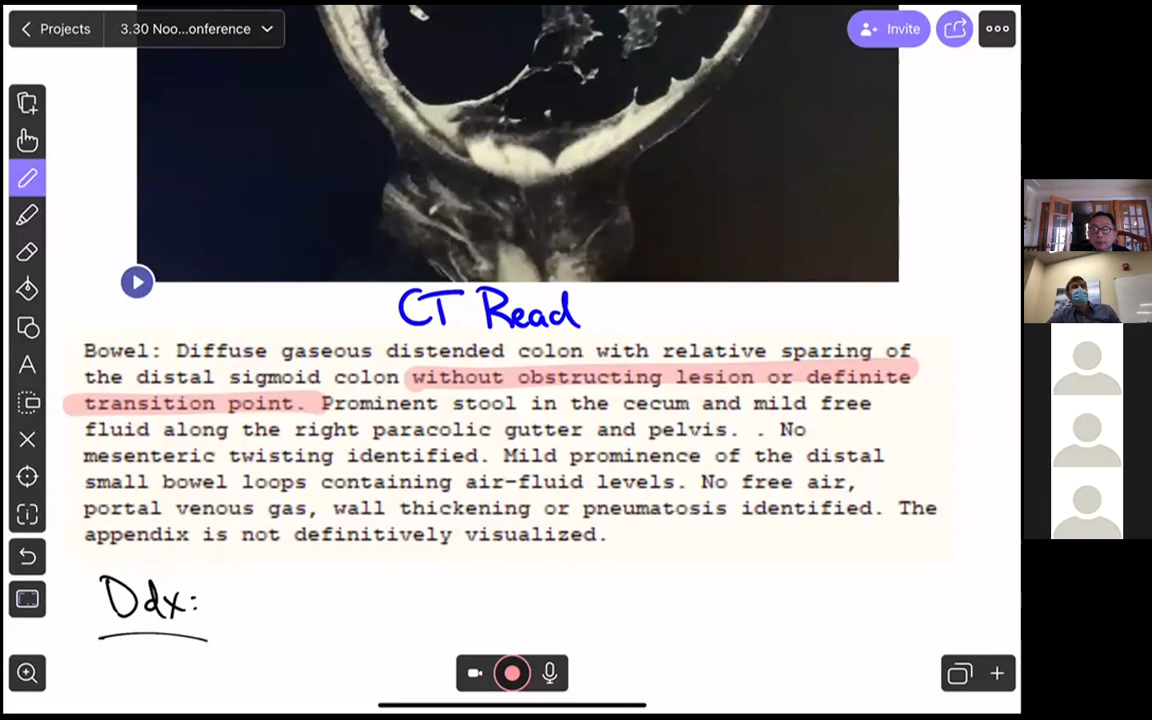 Projects
3.30 Noo...onference
Invite
CT Read
Bowel: Diffuse gaseous distended colon with relative sparing of
the distal sigmoid colon without obstructing lesion or definite
transition point. Prominent stool in the cecum and mild free
fluid along the right paracolic gutter and pelvis. . No
mesenteric twisting identified. Mild prominence of the distal
small bowel loops containing air-fluid levels. No free air,
portal venous gas, wall thickening or pneumatosis identified. The
appendix is not definitively visualized.
Ddx: